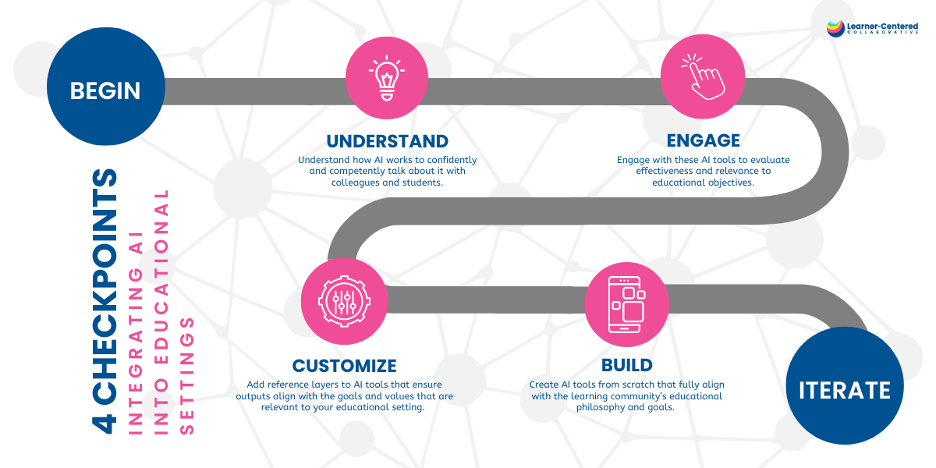 Learner-Centered
COLLABORATIVE
BEGIN
4 CHECKPOINTS
INTEGRATING AI
INTO EDUCATIONAL
SETTINGS
UNDERSTAND
Understand how AI works to confidently
and competently talk about it with
colleagues and students.
ENGAGE
Engage with these AI tools to evaluate
effectiveness and relevance to
educational objectives.
CUSTOMIZE
Add reference layers to AI tools that ensure
outputs align with the goals and values that are
relevant to your educational setting.
BUILD
Create AI tools from scratch that fully align
with the learning community's educational
philosophy and goals.
ITERATE